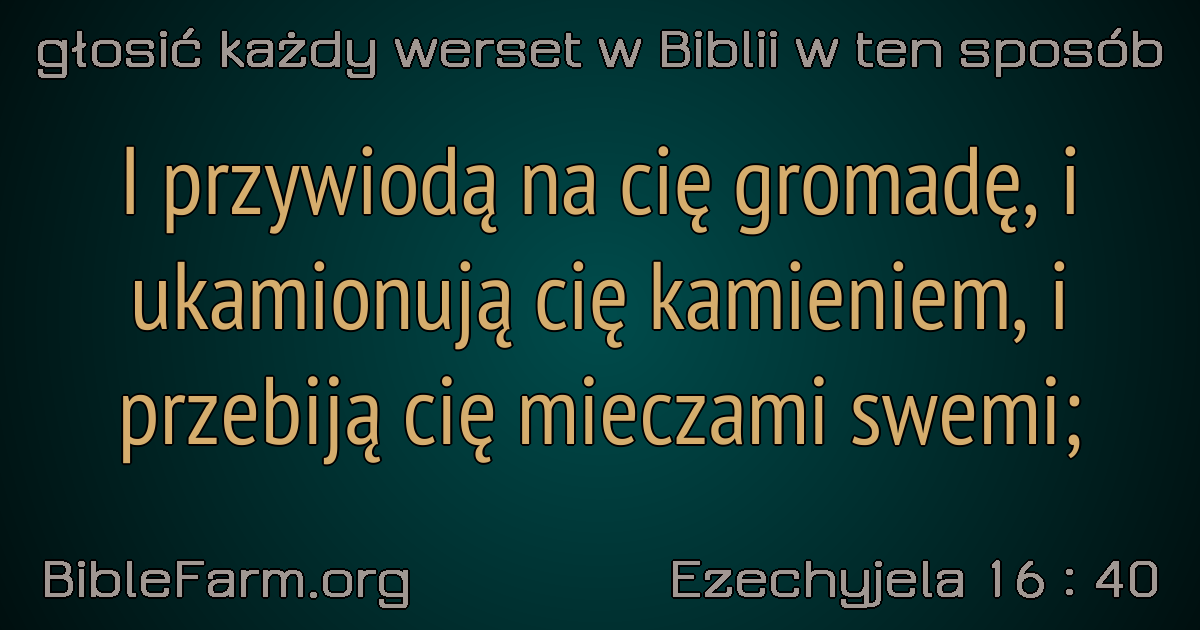 głosić każdy werset w Biblii w ten sposób
I przywiodą na cię gromadę, i
ukamionują cię kamieniem, i
przebiją cię mieczami swemi;
BibleFarm.org
Ezechyjela 16 : 40